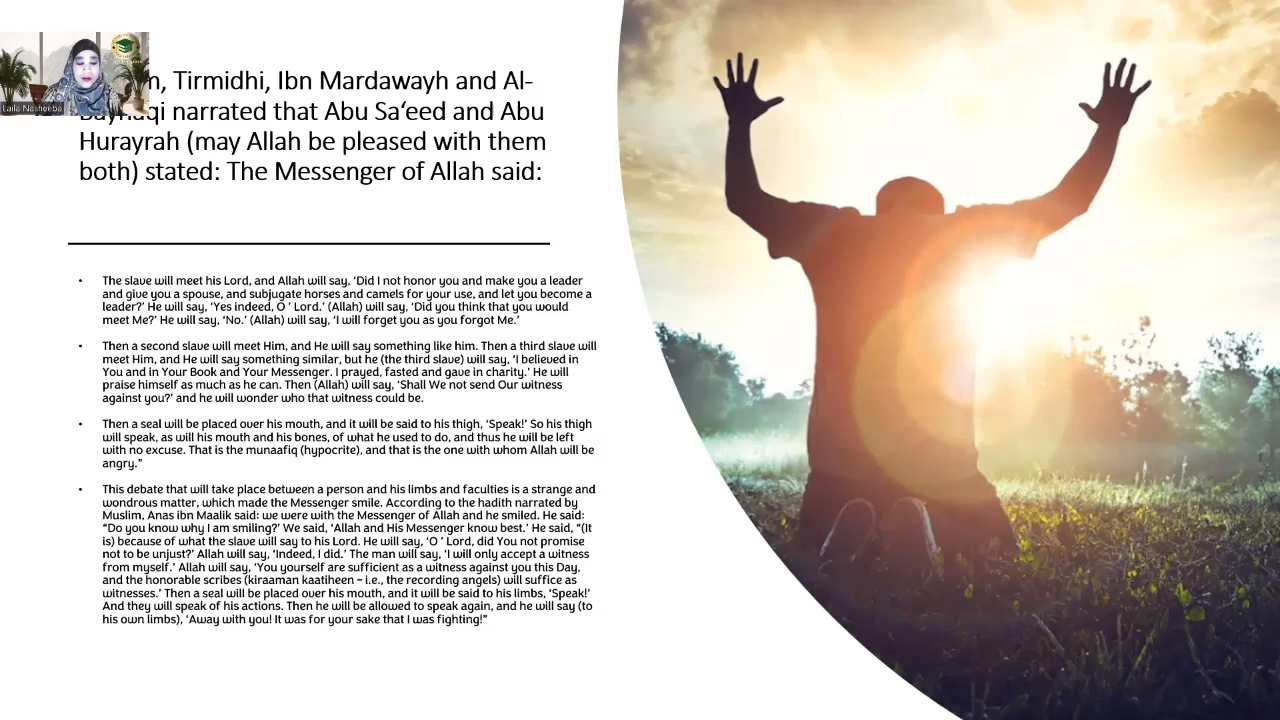 Tirmidhi, Ibn Mardawayh and Al-
narrated that Abu Sa‘eed and Abu
Hurayrah (may Allah be pleased with them
both) stated: The Messenger of Allah said:
Laila Nasheeba
• The slave will meet his Lord, and Allah will say, ‘Did I not honor you and make you a leader
and give you a spouse, and subjugate horses and camels for your use, and let you become a
leader?’ He will say, ‘Yes indeed, O ’ Lord.’ (Allah) will say, ‘Did you think that you would
meet Me?’ He will say, ‘No.’ (Allah) will say, ‘I will forget you as you forgot Me.’
• Then a second slave will meet Him, and He will say something like him. Then a third slave will
meet Him, and He will say something similar, but he (the third slave) will say, ‘I believed in
You and in Your Book and Your Messenger. I prayed, fasted and gave in charity.’ He will
praise himself as much as he can. Then (Allah) will say, ‘Shall We not send Our witness
against you?’ and he will wonder who that witness could be.
• Then a seal will be placed over his mouth, and it will be said to his thigh, ‘Speak!’ So his thigh
will speak, as will his mouth and his bones, of what he used to do, and thus he will be left
with no excuse. That is the munaafiq (hypocrite), and that is the one with whom Allah will be
angry.”
• This debate that will take place between a person and his limbs and faculties is a strange and
wondrous matter, which made the Messenger smile. According to the hadith narrated by
Muslim, Anas ibn Maalik said: we were with the Messenger of Allah and he smiled. He said:
“Do you know why I am smiling?’ We said, ‘Allah and His Messenger know best.’ He said, “(It
is) because of what the slave will say to his Lord. He will say, ‘O ’ Lord, did You not promise
not to be unjust?’ Allah will say, ‘Indeed, I did.’ The man will say, ‘I will only accept a witness
from myself.’ Allah will say, ‘You yourself are sufficient as a witness against you this Day,
and the honorable scribes (kiraaman kaatiheen – i.e., the recording angels) will suffice as
witnesses.’ Then a seal will be placed over his mouth, and it will be said to his limbs, ‘Speak!’
And they will speak of his actions. Then he will be allowed to speak again, and he will say (to
his own limbs), ‘Away with you! It was for your sake that I was fighting!”